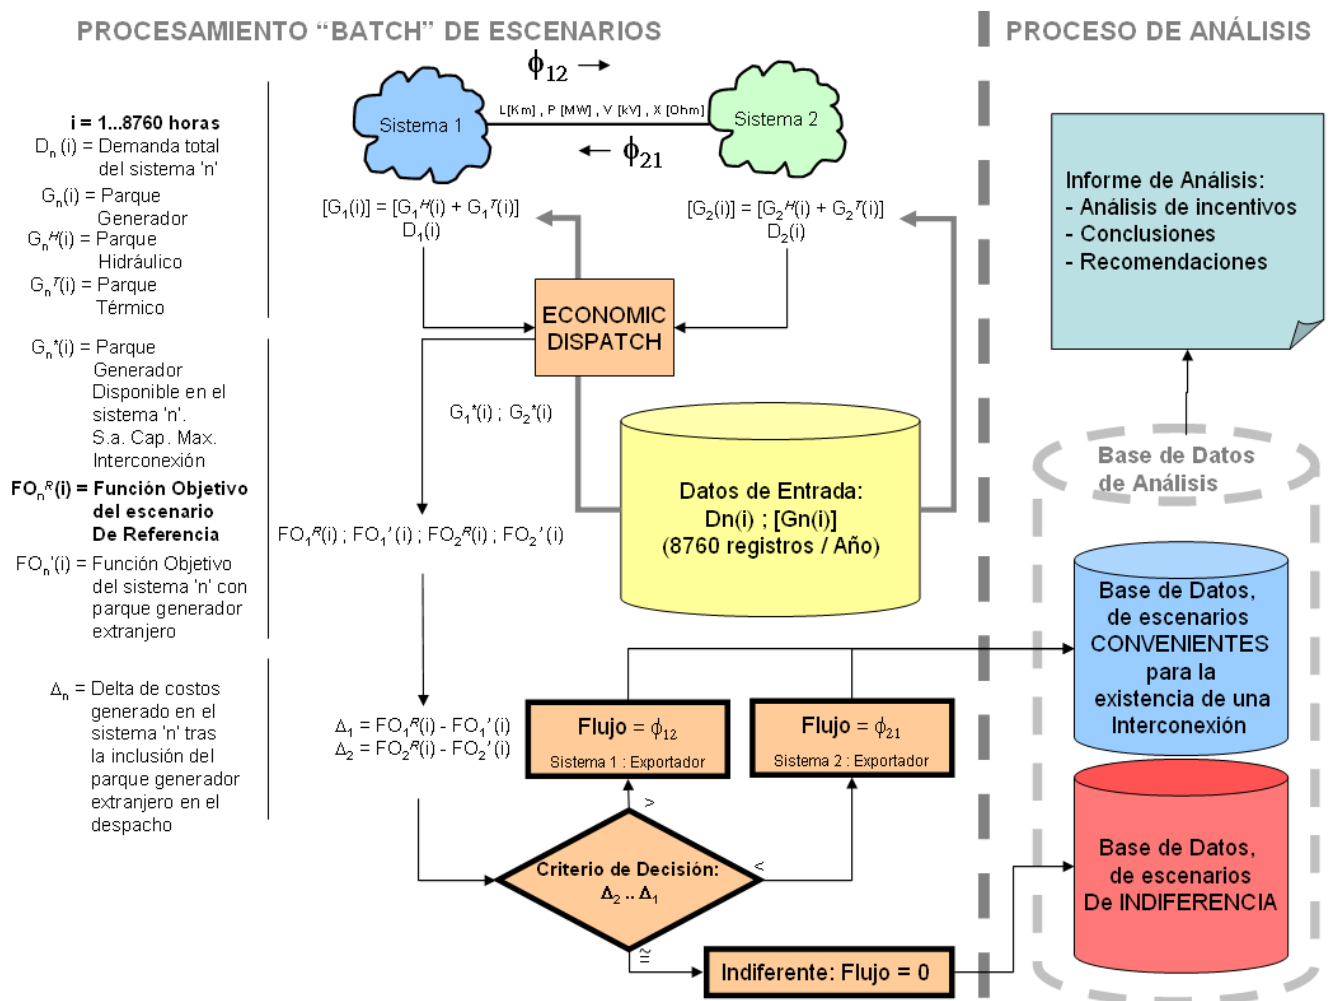 PROCESAMIENTO “BATCH” DE ESCENARIOS
PROCESO DE ANÁLISIS
i = 1...8760 horas
Dn (i) = Demanda total
del sistema 'n'
Gn(i) = Parque
Generador
GnH(i) = Parque
Hidráulico
GnT(i) = Parque
Térmico
Gn*(i) = Parque
Generador
Disponible en el
sistema 'n'.
S.a. Cap. Max.
Interconexión
FOnR(i) = Función Objetivo
del escenario
De Referencia
FOn'(i) = Función Objetivo
del sistema 'n' con
parque generador
extranjero
Δn = Delta de costos
generado en el
sistema 'n' tras
la inclusión del
parque generador
extranjero en el
despacho
ϕ12
Sistema 1
L[Km] , P [MW] , V [kV] , X [Ohm]
Sistema 2
ϕ21
[G1(i)] = [G1H(i) + G1T(i)]
D1(i)
[G2(i)] = [G2H(i) + G2T(i)]
D2(i)
ECONOMIC
DISPATCH
G1*(i) ; G2*(i)
Datos de Entrada:
Dn(i) ; [Gn(i)]
(8760 registros / Año)
FO1R(i) ; FO1'(i) ; FO2R(i) ; FO2'(i)
Δ1 = FO1R(i) - FO1'(i)
Δ2 = FO2R(i) - FO2'(i)
Flujo = ϕ12
Sistema 1 : Exportador
Flujo = ϕ21
Sistema 2 : Exportador
>
Criterio de Decisión:
Δ2 .. Δ1
<
≅
Indiferente: Flujo = 0
Informe de Análisis:
- Análisis de incentivos
- Conclusiones
- Recomendaciones
Base de Datos
de Análisis
Base de Datos,
de escenarios
CONVENIENTES
para la
existencia de una
Interconexión
Base de Datos,
de escenarios
De INDIFERENCIA